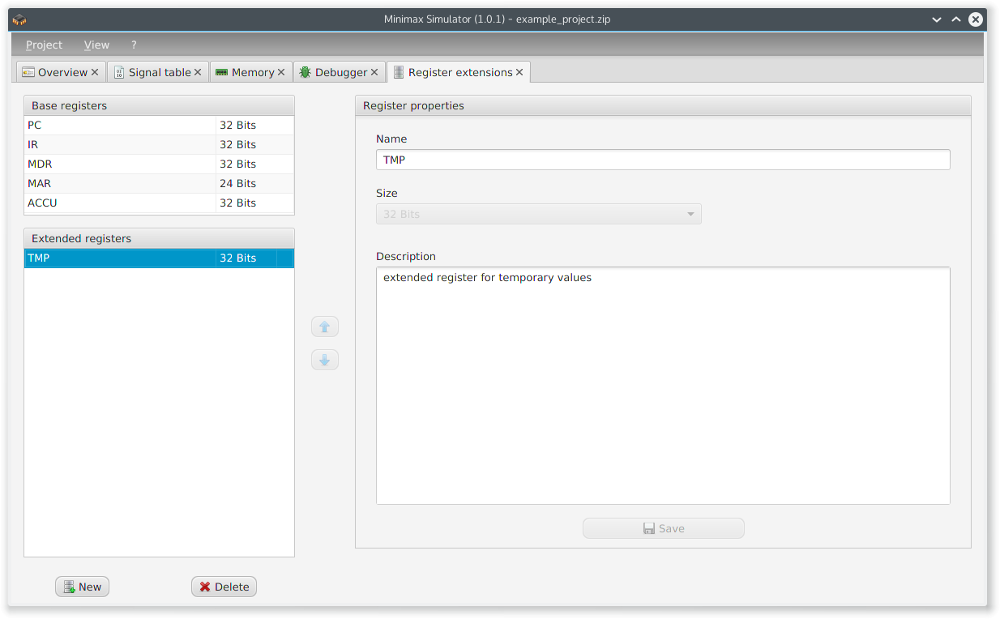 Minimax Simulator (1.0.1) - example_project.zip
Project View ?
Overview Signal table Memory Debugger Register extensions
Base registers
PC 32 Bits
IR 32 Bits
MDR 32 Bits
MAR 24 Bits
ACCU 32 Bits
Extended registers
TMP 32 Bits
New Delete
Register properties
Name
TMP
Size
32 Bits
Description
extended register for temporary values
Save